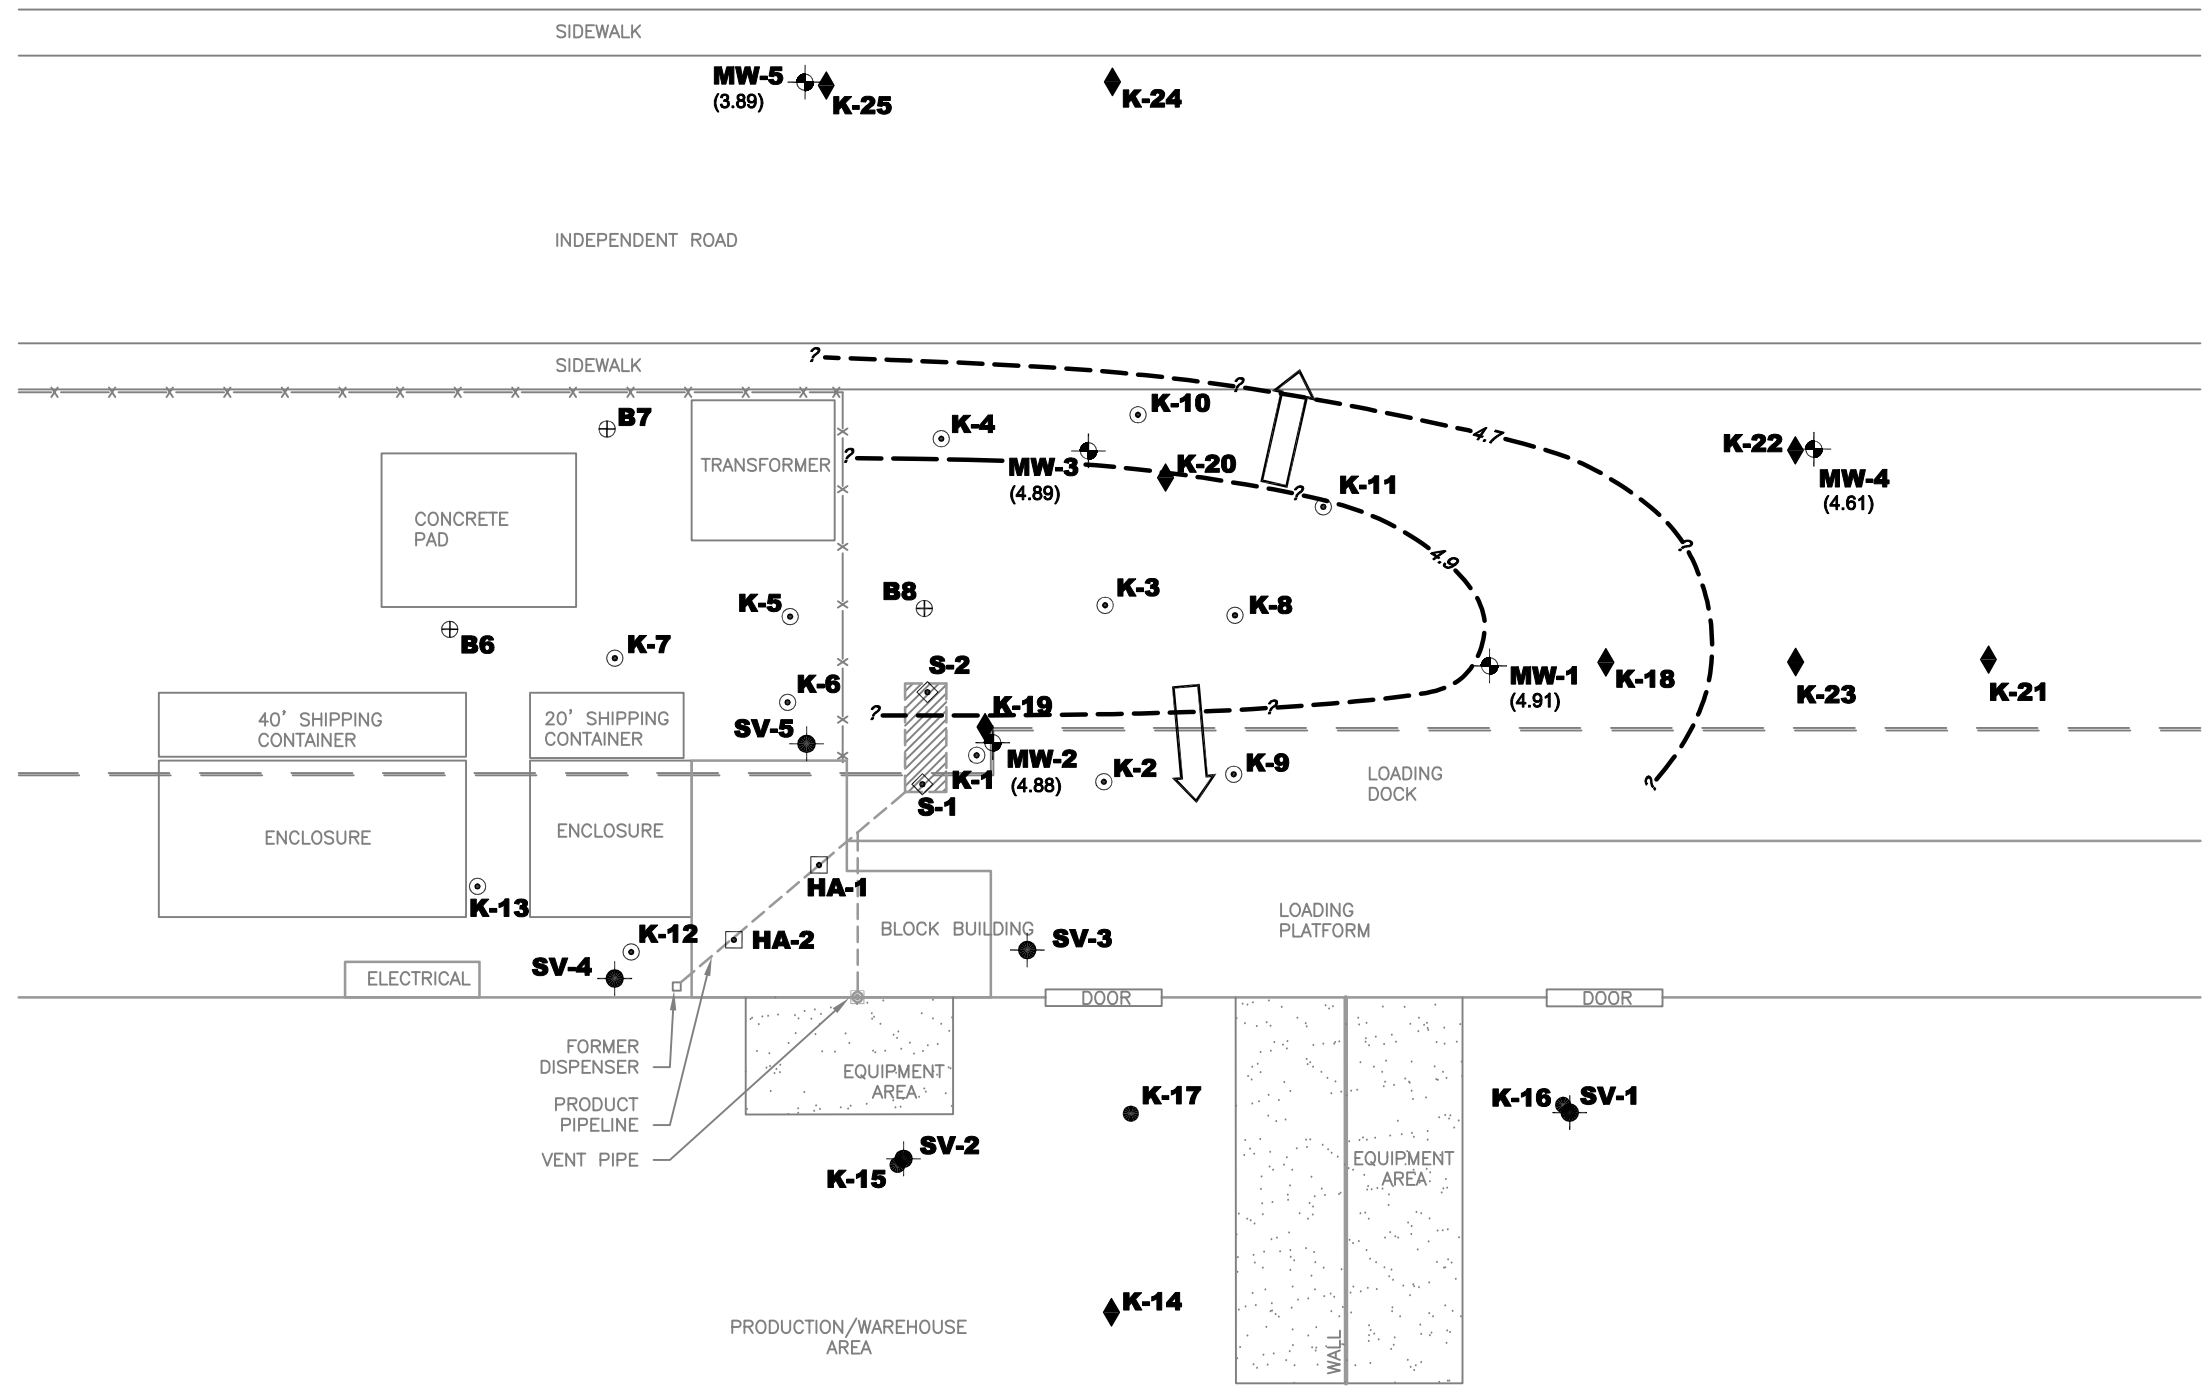 SIDEWALK
MW-5
(3.89)
K-25
K-24
INDEPENDENT ROAD
SIDEWALK
?
?
B7
K-4
K-10
4.7
K-22
MW-4
(4.61)
TRANSFORMER
?
MW-3
(4.89)
K-20
?
K-11
CONCRETE
PAD
4.9
?
K-5
B8
K-3
K-8
B6
K-7
S-2
K-6
MW-1
(4.91)
K-18
K-23
K-21
40' SHIPPING
CONTAINER
20' SHIPPING
CONTAINER
SV-5
?
K-19
?
MW-2
(4.88)
K-1
S-1
K-2
K-9
LOADING
DOCK
?
ENCLOSURE
ENCLOSURE
HA-1
K-13
K-12
HA-2
BLOCK BUILDING
SV-3
LOADING
PLATFORM
SV-4
ELECTRICAL
DOOR
DOOR
FORMER
DISPENSER
EQUIPMENT
AREA
PRODUCT
PIPELINE
K-17
K-16
SV-1
VENT PIPE
SV-2
K-15
EQUIPMENT
AREA
K-14
PRODUCTION/WAREHOUSE
AREA
WALL